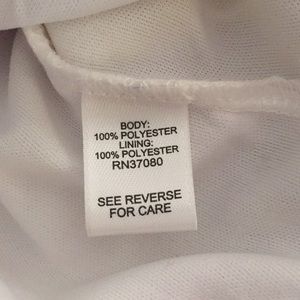 BODY:
100% POLYESTER
LINING:
100% POLYESTER
RN37080
SEE REVERSE
FOR CARE